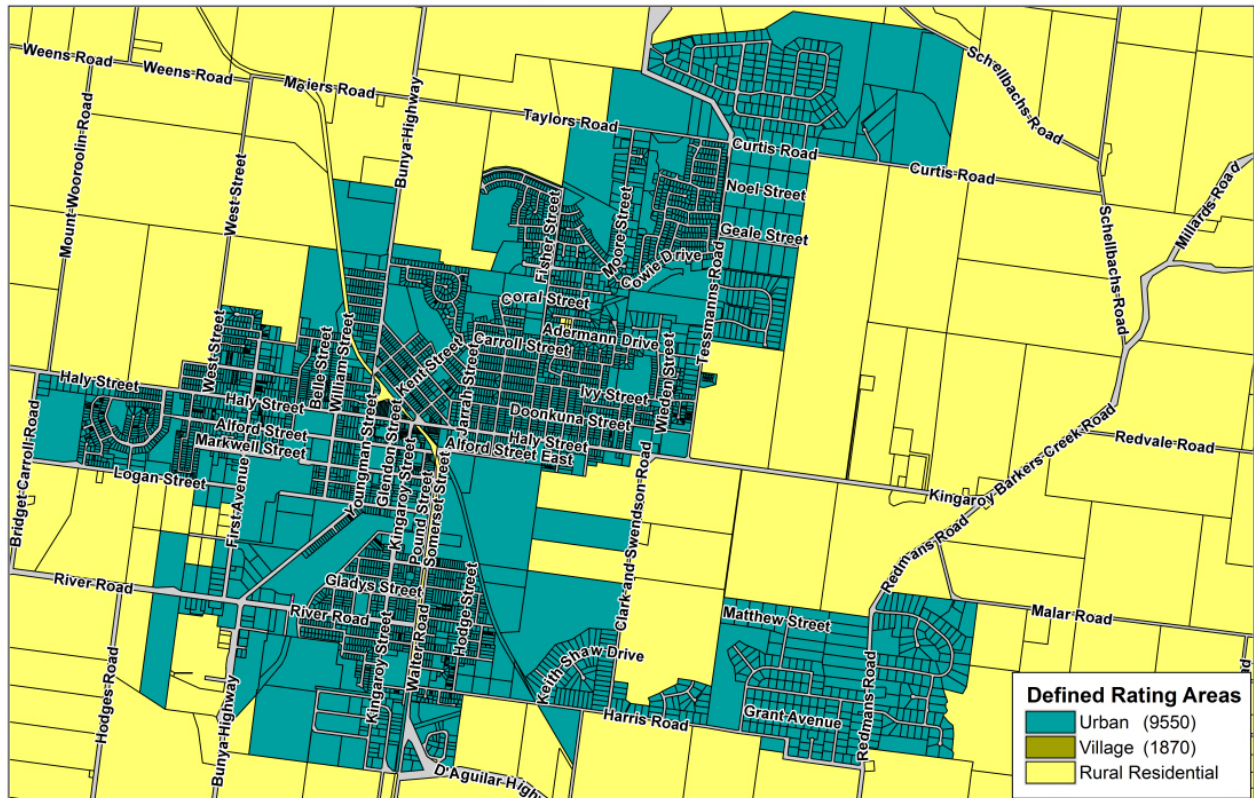 Weens Road
Weens Road
Meiers Road
Me
Mount Wooroolin Road
West Street
Bunya Highway
Taylors Road
Schellbachs Road
Curtis Road
Curtis Road
Noel Street
Geale Street
Schellbachs Road
Millards Road
Fisher Street
Moore Street
Cowle Drive
Tessmanns Road
Coral Street
Adermann Drive
Carroll Street
Kent Street
Jarrah Street
Ivy Street
Wieden Street
Doonkuna Street
Haly Street
Alford Street East
West Street
Belle Street
William Street
Haly Street
Haly Street
Alford Street
Markwell Street
Logan Street
Bridget Carroll Road
First Avenue
Youngman Street
Glendon Street
Kingaroy Street
Pound Street
Somerset Street
Clark and Swendson Road
Redvale Road
Kingaroy Barkers Creek Road
Redmans Road
Malar Road
River Road
Gladys Street
River Road
Matthew Street
Hodge Street
Walter Road
Kingaroy Street
Keith Shaw Drive
Harris Road
Grant Avenue
Redmans Road
Hodges Road
Bunya Highway
D'Aguilar High
Defined Rating Areas
Urban (9550)
Village (1870)
Rural Residential